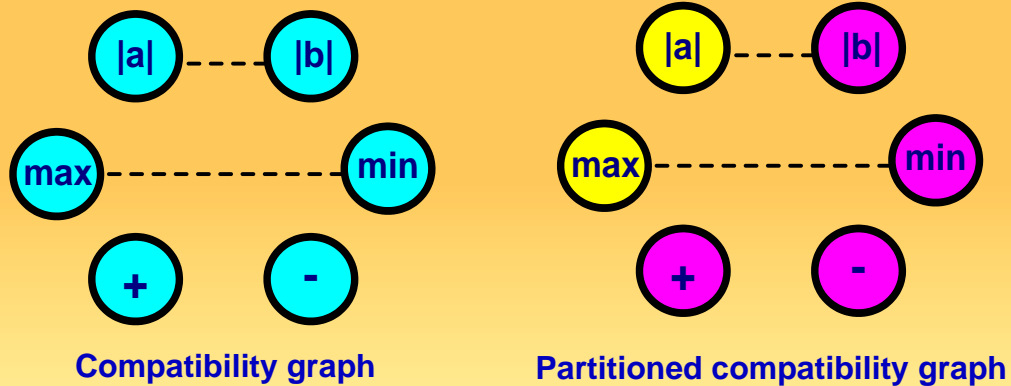 |a|
|b|
max
min
+
-
Compatibility graph
|a|
|b|
max
min
+
-
Partitioned compatibility graph